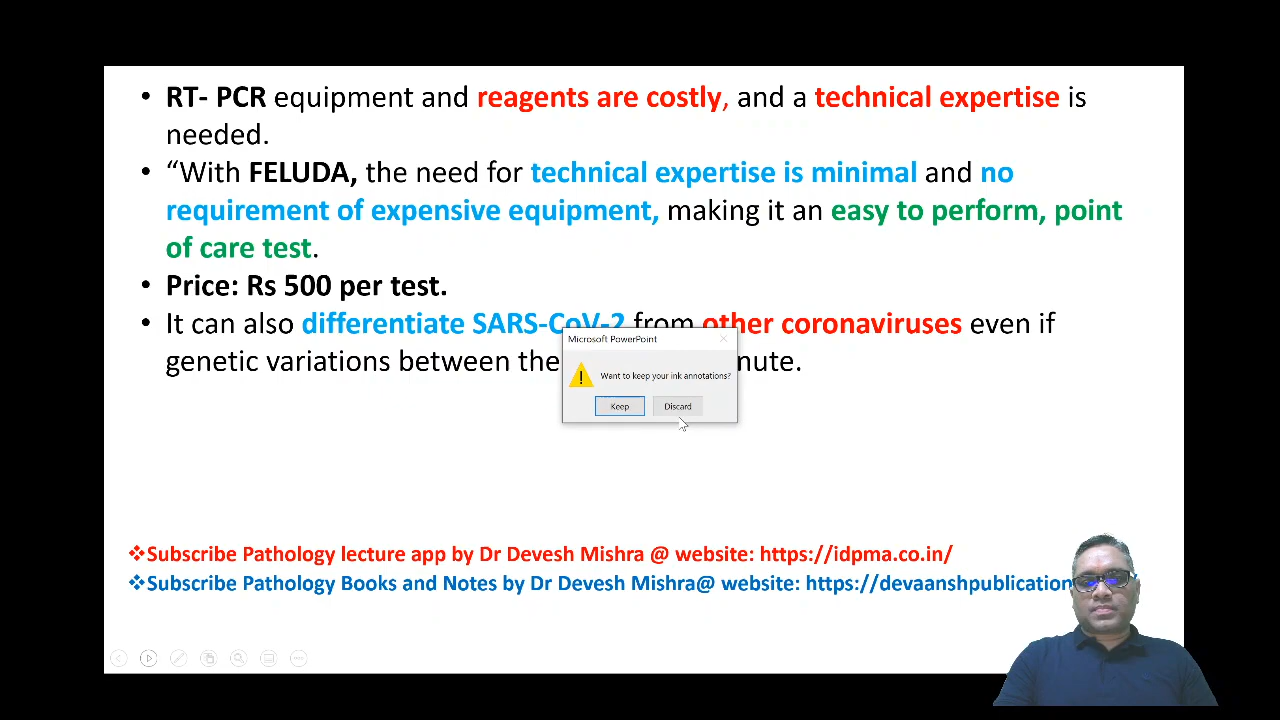 • RT- PCR equipment and reagents are costly, and a technical expertise is
needed.
• “With FELUDA, the need for technical expertise is minimal and no
requirement of expensive equipment, making it an easy to perform, point
of care test.
• Price: Rs 500 per test.
• It can also differentiate SARS-CoV-2 from other coronaviruses even if
genetic variations between the
Microsoft PowerPoint
Want to keep your ink annotations?
Keep
Discard
❖Subscribe Pathology lecture app by Dr Devesh Mishra @ website: https://idpma.co.in/
❖Subscribe Pathology Books and Notes by Dr Devesh Mishra@ website: https://devaanshpublication